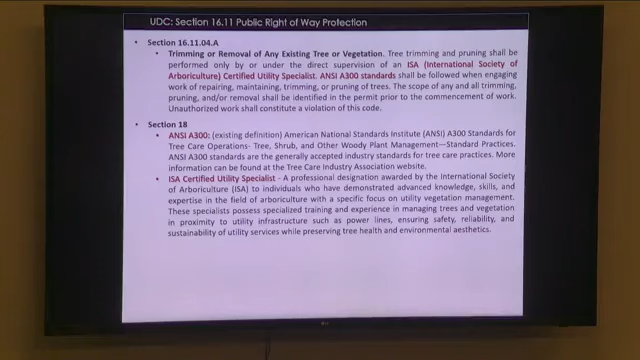 UDC: Section 16.11 Public Right of Way Protection
• Section 16.11.04.A
• Trimming or Removal of Any Existing Tree or Vegetation. Tree trimming and pruning shall be
performed only by or under the direct supervision of an ISA (International Society of
Arboriculture) Certified Utility Specialist. ANSI A300 standards shall be followed when engaging
work of repairing, maintaining, trimming, or pruning of trees. The scope of any and all trimming,
pruning, and/or removal shall be identified in the permit prior to the commencement of work.
Unauthorized work shall constitute a violation of this code.
• Section 18
• ANSI A300: (existing definition) American National Standards Institute (ANSI) A300 Standards for
Tree Care Operations- Tree, Shrub, and Other Woody Plant Management—Standard Practices.
ANSI A300 standards are the generally accepted industry standards for tree care practices. More
information can be found at the Tree Care Industry Association website.
• ISA Certified Utility Specialist - A professional designation awarded by the International Society
of Arboriculture (ISA) to individuals who have demonstrated advanced knowledge, skills, and
expertise in the field of arboriculture with a specific focus on utility vegetation management.
These specialists possess specialized training and experience in managing trees and vegetation
in proximity to utility infrastructure such as power lines, ensuring safety, reliability, and
sustainability of utility services while preserving tree health and environmental aesthetics.